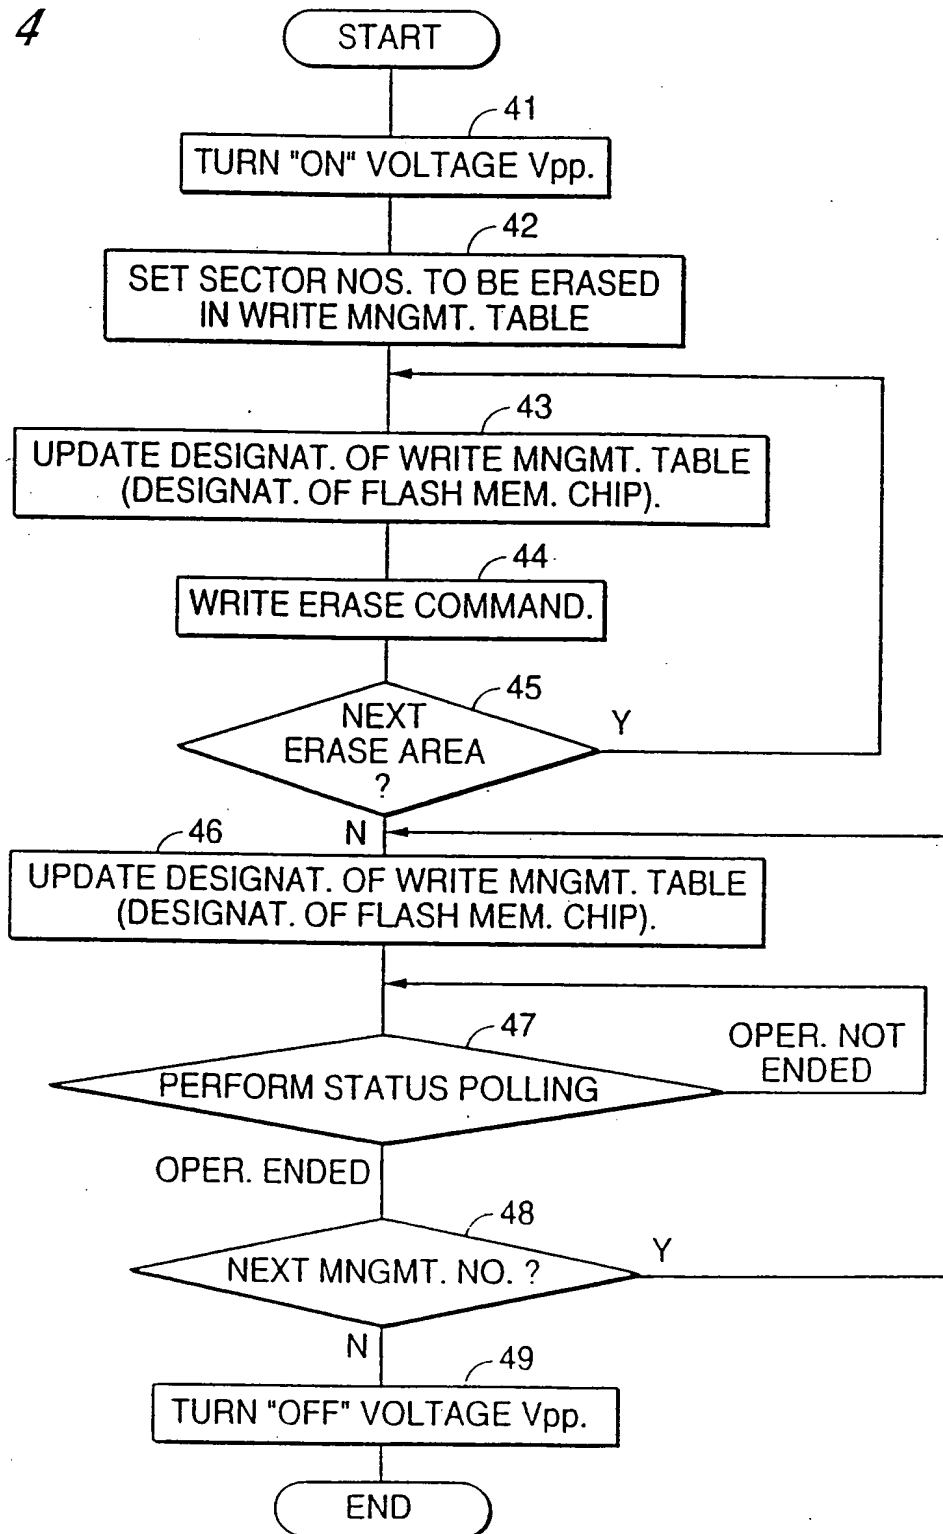 4
START
41
TURN "ON" VOLTAGE Vpp.
42
SET SECTOR NOS. TO BE ERASED
IN WRITE MNGMT. TABLE
43
UPDATE DESIGNAT. OF WRITE MNGMT. TABLE
(DESIGNAT. OF FLASH MEM. CHIP).
44
WRITE ERASE COMMAND.
45
NEXT
ERASE AREA
?
Y
N
46
UPDATE DESIGNAT. OF WRITE MNGMT. TABLE
(DESIGNAT. OF FLASH MEM. CHIP).
47
PERFORM STATUS POLLING
OPER. NOT
ENDED
OPER. ENDED
48
NEXT MNGMT. NO. ?
Y
N
49
TURN "OFF" VOLTAGE Vpp.
END